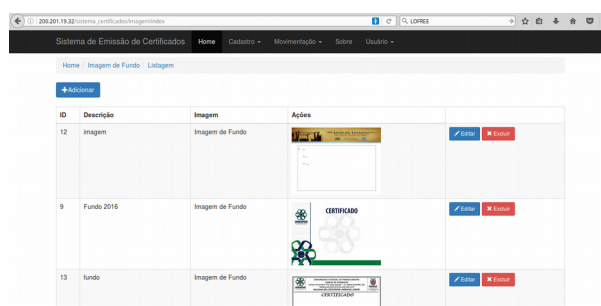 200.201.19.32/sistema_certificados/imagem/index
LOFREE
Sistema de Emissão de Certificados Home Cadastro Movimentação Sobre Usuário
Home / Imagem de Fundo / Listagem
+Adicionar
ID Descrição Imagem Ações
12 imagem Imagem de Fundo Editar Excluir
9 Fundo 2016 Imagem de Fundo Editar Excluir
CERTIFICADO
13 fundo Imagem de Fundo Editar Excluir
CERTIFICADO